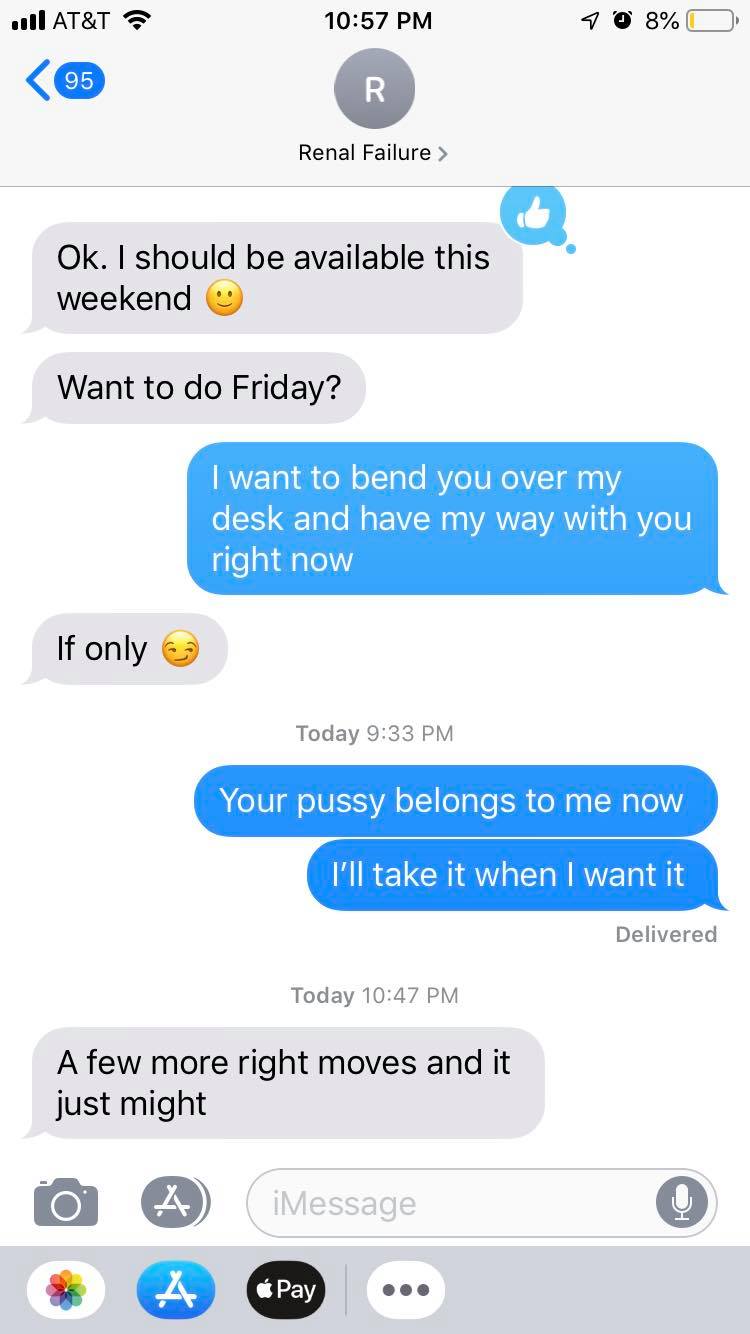 AT&T 10:57 PM 8%
95
R
Renal Failure
Ok. I should be available this
weekend 🙂
Want to do Friday?
I want to bend you over my
desk and have my way with you
right now
If only 😏
Today 9:33 PM
Your pussy belongs to me now
I’ll take it when I want it
Delivered
Today 10:47 PM
A few more right moves and it
just might
iMessage
Pay